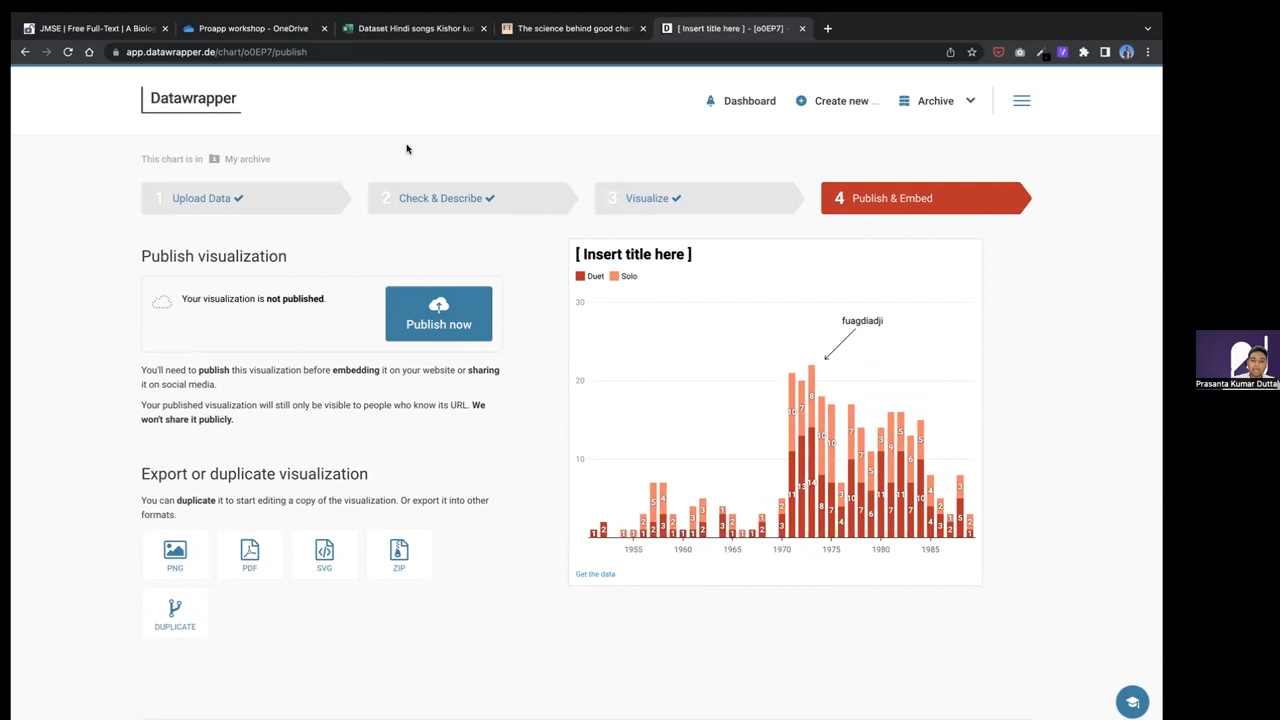 JMSE | Free Full-Text | A Biolog
Proapp workshop - OneDrive
Dataset Hindi songs Kishor kur
The science behind good char
[ Insert title here ] - [o0EP7] -
app.datawrapper.de/chart/o0EP7/publish
Datawrapper
Dashboard
Create new ...
Archive
This chart is in My archive
1 Upload Data
2 Check & Describe
3 Visualize
4 Publish & Embed
Publish visualization
Your visualization is not published.
Publish now
You'll need to publish this visualization before embedding it on your website or sharing
it on social media.
Your published visualization will still only be visible to people who know its URL. We
won't share it publicly.
Export or duplicate visualization
You can duplicate it to start editing a copy of the visualization. Or export it into other
formats.
PNG
PDF
SVG
ZIP
DUPLICATE
[ Insert title here ]
Duet Solo
30
fuagdiadji
20
10
1955 1960 1965 1970 1975 1980 1985
Get the data
Prasanta Kumar Dutta